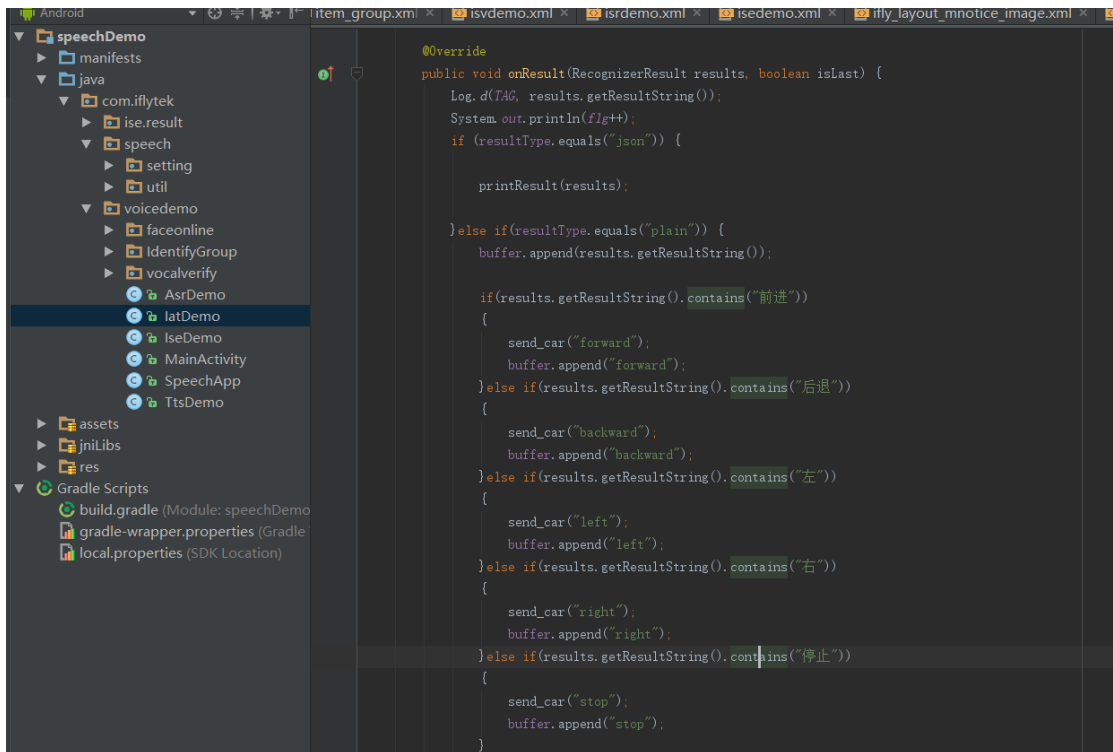 Android
item_group.xml
isvdemo.xml
isrdemo.xml
isedemo.xml
ifly_layout_mnotice_image.xml
speechDemo
manifests
java
com.iflytek
ise.result
speech
setting
util
voicedemo
faceonline
IdentifyGroup
vocalverify
AsrDemo
IatDemo
IseDemo
MainActivity
SpeechApp
TtsDemo
assets
jniLibs
res
Gradle Scripts
build.gradle (Module: speechDemo
gradle-wrapper.properties (Gradle
local.properties (SDK Location)
@Override
public void onResult(RecognizerResult results, boolean isLast) {
Log.d(TAG, results.getResultString());
System.out.println(flg++);
if (resultType.equals("json")) {
printResult(results);
}else if(resultType.equals("plain")) {
buffer.append(results.getResultString());
if(results.getResultString().contains("前进"))
{
send_car("forward");
buffer.append("forward");
}else if(results.getResultString().contains("后退"))
{
send_car("backward");
buffer.append("backward");
}else if(results.getResultString().contains("左"))
{
send_car("left");
buffer.append("left");
}else if(results.getResultString().contains("右"))
{
send_car("right");
buffer.append("right");
}else if(results.getResultString().contains("停止"))
{
send_car("stop");
buffer.append("stop");
}